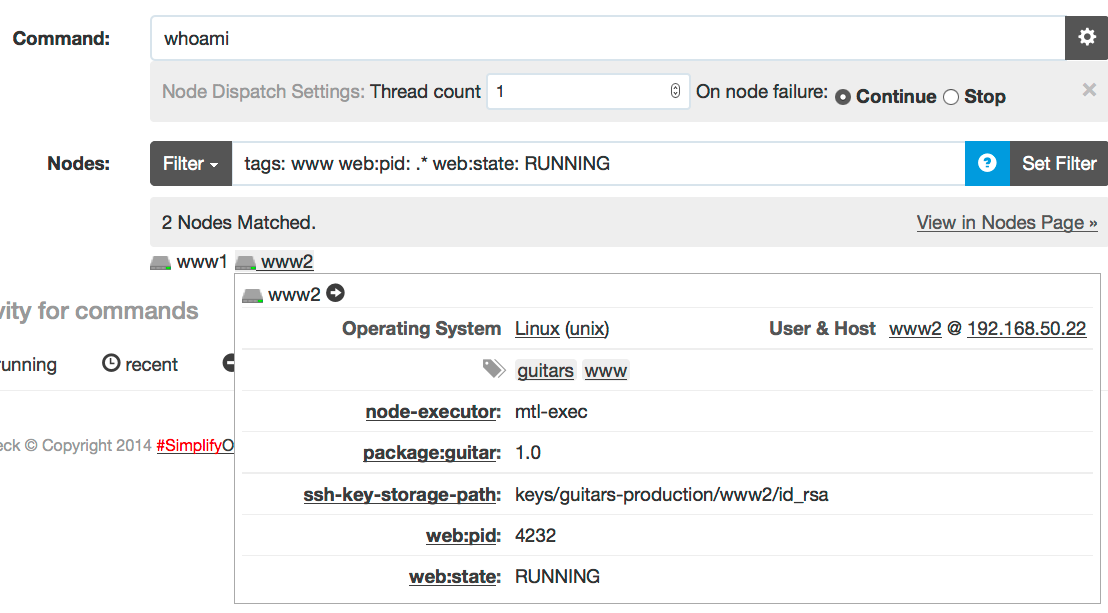 Command: whoami
Node Dispatch Settings: Thread count 1 On node failure: Continue Stop ×
Nodes: Filter tags: www web:pid: .* web:state: RUNNING ? Set Filter
2 Nodes Matched. View in Nodes Page »
www1 www2
www2
Operating System Linux (unix) User & Host www2 @ 192.168.50.22
for commands
recent
guitars www
node-executor: mtl-exec
© Copyright 2014 #SimplifyO
package:guitar: 1.0
ssh-key-storage-path: keys/guitars-production/www2/id_rsa
web:pid: 4232
web:state: RUNNING